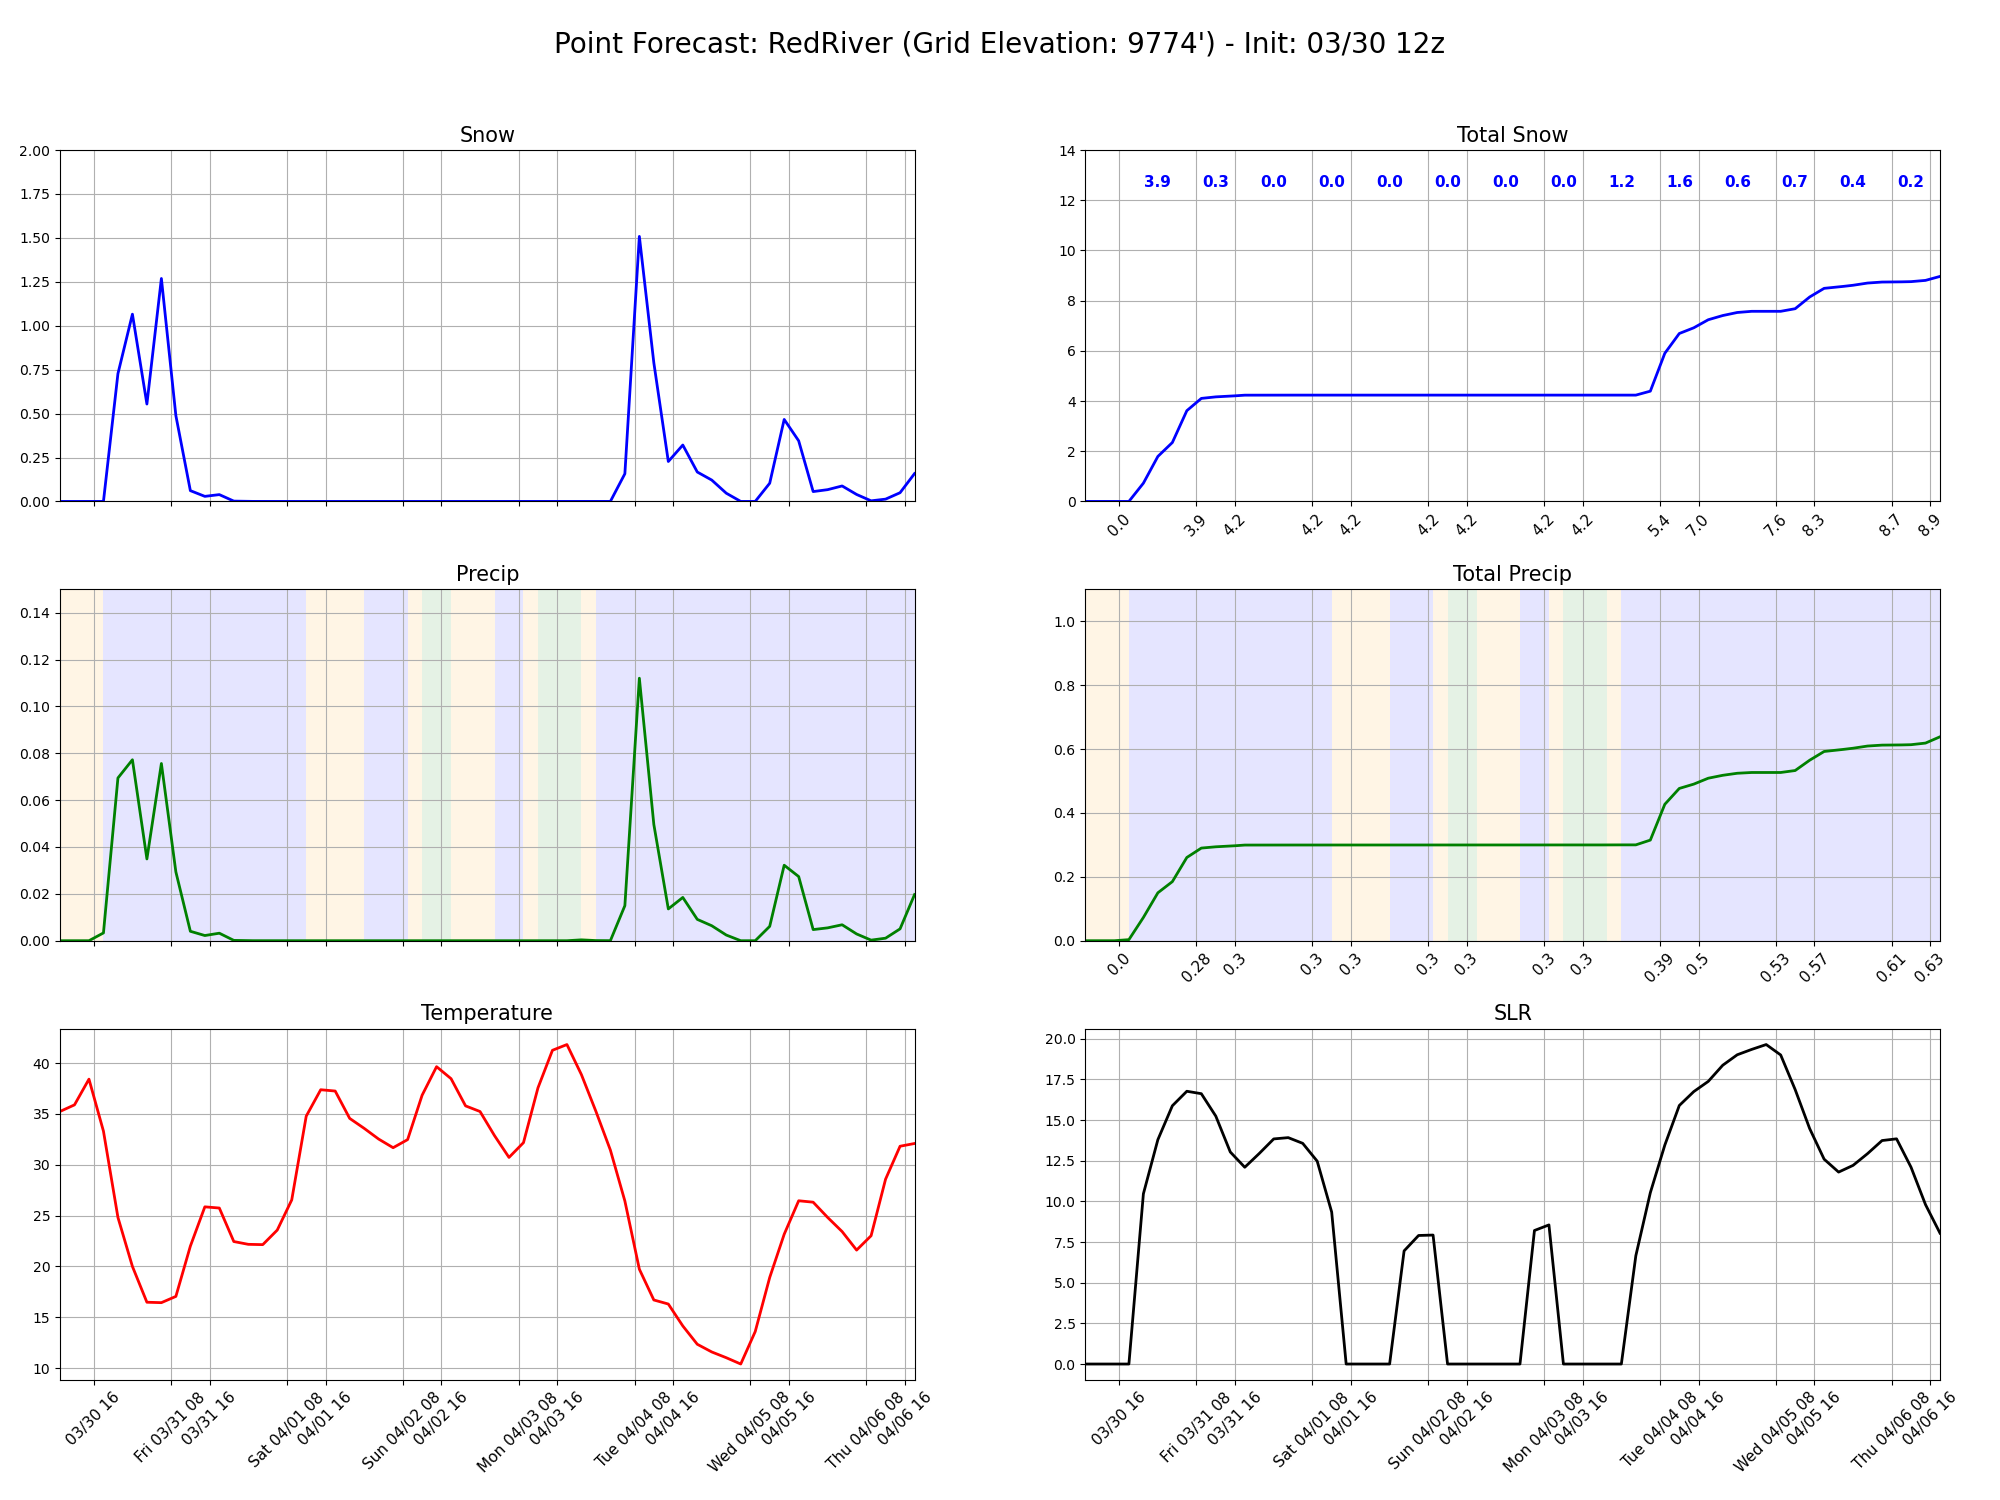 Point Forecast: RedRiver (Grid Elevation: 9774') - Init: 03/30 12z
Snow
2.00
1.75
1.50
1.25
1.00
0.75
0.50
0.25
0.00
Total Snow
14
12
10
8
6
4
2
0
3.9 0.3 0.0 0.0 0.0 0.0 0.0 0.0 1.2 1.6 0.6 0.7 0.4 0.2
0.0 3.9 4.2 4.2 4.2 4.2 4.2 4.2 4.2 5.4 7.0 7.6 8.3 8.7 8.9
Precip
0.14
0.12
0.10
0.08
0.06
0.04
0.02
0.00
Total Precip
1.0
0.8
0.6
0.4
0.2
0.0
0.0 0.28 0.3 0.3 0.3 0.3 0.3 0.3 0.3 0.39 0.5 0.53 0.57 0.61 0.63
Temperature
40
35
30
25
20
15
10
03/30 16
Fri 03/31 08
03/31 16
Sat 04/01 08
04/01 16
Sun 04/02 08
04/02 16
Mon 04/03 08
04/03 16
Tue 04/04 08
04/04 16
Wed 04/05 08
04/05 16
Thu 04/06 08
04/06 16
SLR
20.0
17.5
15.0
12.5
10.0
7.5
5.0
2.5
0.0
03/30 16
Fri 03/31 08
03/31 16
Sat 04/01 08
04/01 16
Sun 04/02 08
04/02 16
Mon 04/03 08
04/03 16
Tue 04/04 08
04/04 16
Wed 04/05 08
04/05 16
Thu 04/06 08
04/06 16